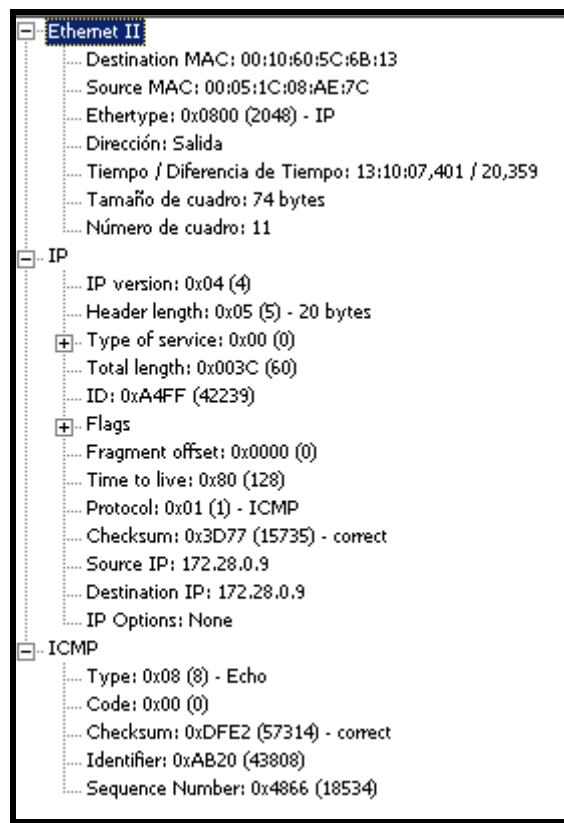 Ethernet II
Destination MAC: 00:10:60:5C:6B:13
Source MAC: 00:05:1C:08:AE:7C
Ethertype: 0x0800 (2048) - IP
Dirección: Salida
Tiempo / Diferencia de Tiempo: 13:10:07,401 / 20,359
Tamaño de cuadro: 74 bytes
Número de cuadro: 11
IP
IP version: 0x04 (4)
Header length: 0x05 (5) - 20 bytes
Type of service: 0x00 (0)
Total length: 0x003C (60)
ID: 0xA4FF (42239)
Flags
Fragment offset: 0x0000 (0)
Time to live: 0x80 (128)
Protocol: 0x01 (1) - ICMP
Checksum: 0x3D77 (15735) - correct
Source IP: 172.28.0.9
Destination IP: 172.28.0.9
IP Options: None
ICMP
Type: 0x08 (8) - Echo
Code: 0x00 (0)
Checksum: 0xDFE2 (57314) - correct
Identifier: 0xAB20 (43808)
Sequence Number: 0x4866 (18534)